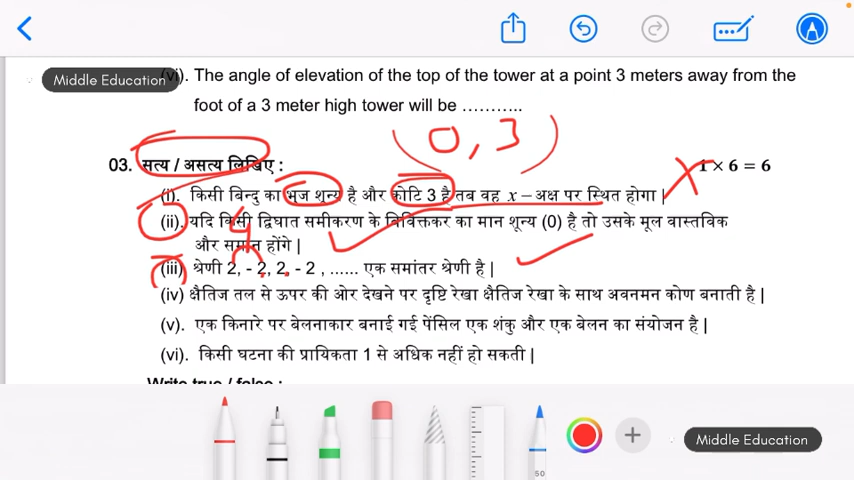 Middle Education
(vi). The angle of elevation of the top of the tower at a point 3 meters away from the
foot of a 3 meter high tower will be ...........
(0, 3)
03. सत्य / असत्य लिखिए : 1 × 6 = 6
(i). किसी बिन्दु का भुज शून्य है और कोटि 3 है तब वह x – अक्ष पर स्थित होगा |
(ii). यदि किसी द्विघात समीकरण के विविक्तकर का मान शून्य (0) है तो उसके मूल वास्तविक
और समान होंगे |
(iii) श्रेणी 2, - 2, 2, - 2 , ...... एक समांतर श्रेणी है |
(iv) क्षैतिज तल से ऊपर की ओर देखने पर दृष्टि रेखा क्षैतिज रेखा के साथ अवनमन कोण बनाती है |
(v). एक किनारे पर बेलनाकार बनाई गई पेंसिल एक शंकु और एक बेलन का संयोजन है |
(vi). किसी घटना की प्रायिकता 1 से अधिक नहीं हो सकती |
Write true / false :
50
Middle Education